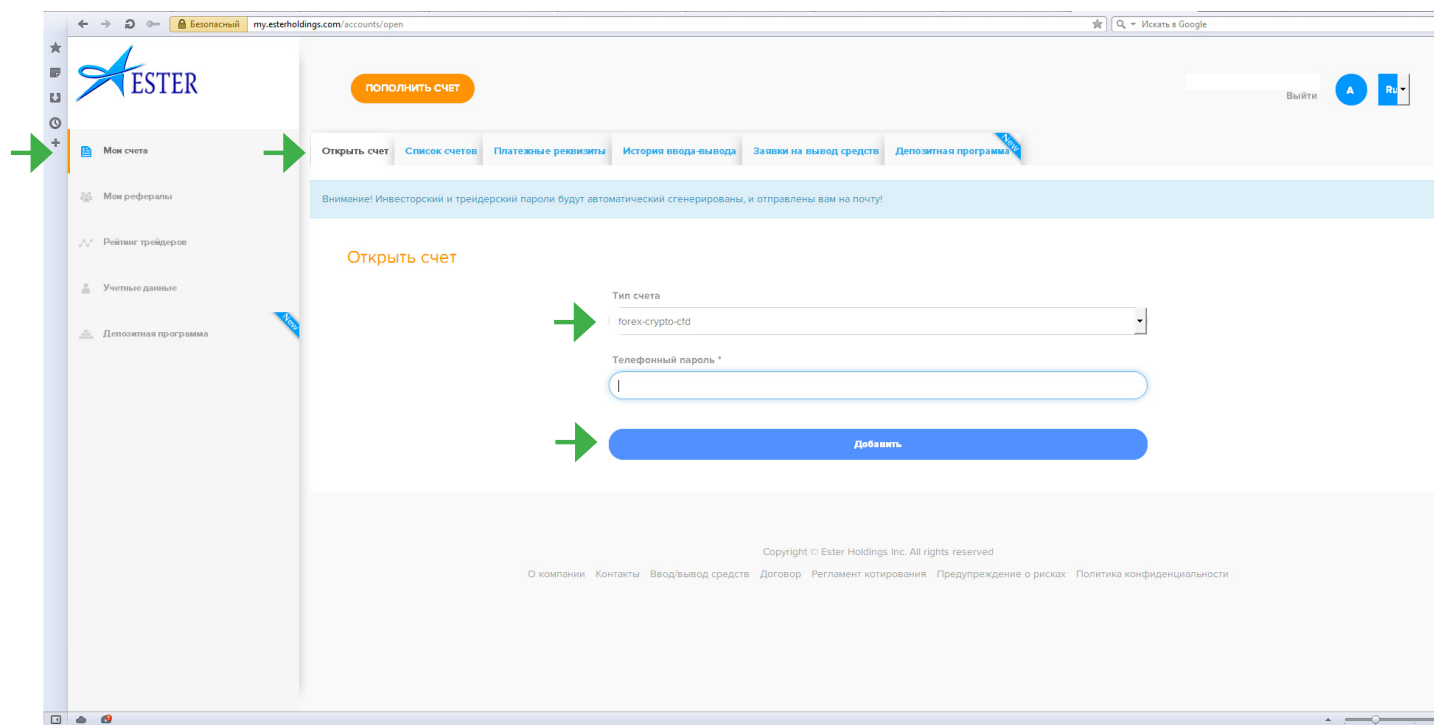 Безопасный my.esterholdings.com/accounts/open Искать в Google
ESTER
ПОПОЛНИТЬ СЧЕТ
Выйти A Ru
Мои счета
Мои рефералы
Рейтинг трейдеров
Учетные данные
Депозитная программа
New
Открыть счет Список счетов Платежные реквизиты История ввода-вывода Заявки на вывод средств Депозитная программа New
Внимание! Инвесторский и трейдерский пароли будут автоматический сгенерированы, и отправлены вам на почту!
Открыть счет
Тип счета
forex-crypto-cfd
Телефонный пароль *
Добавить
Copyright © Ester Holdings Inc. All rights reserved
О компании Контакты Ввод/вывод средств Договор Регламент котирования Предупреждение о рисках Политика конфиденциальности